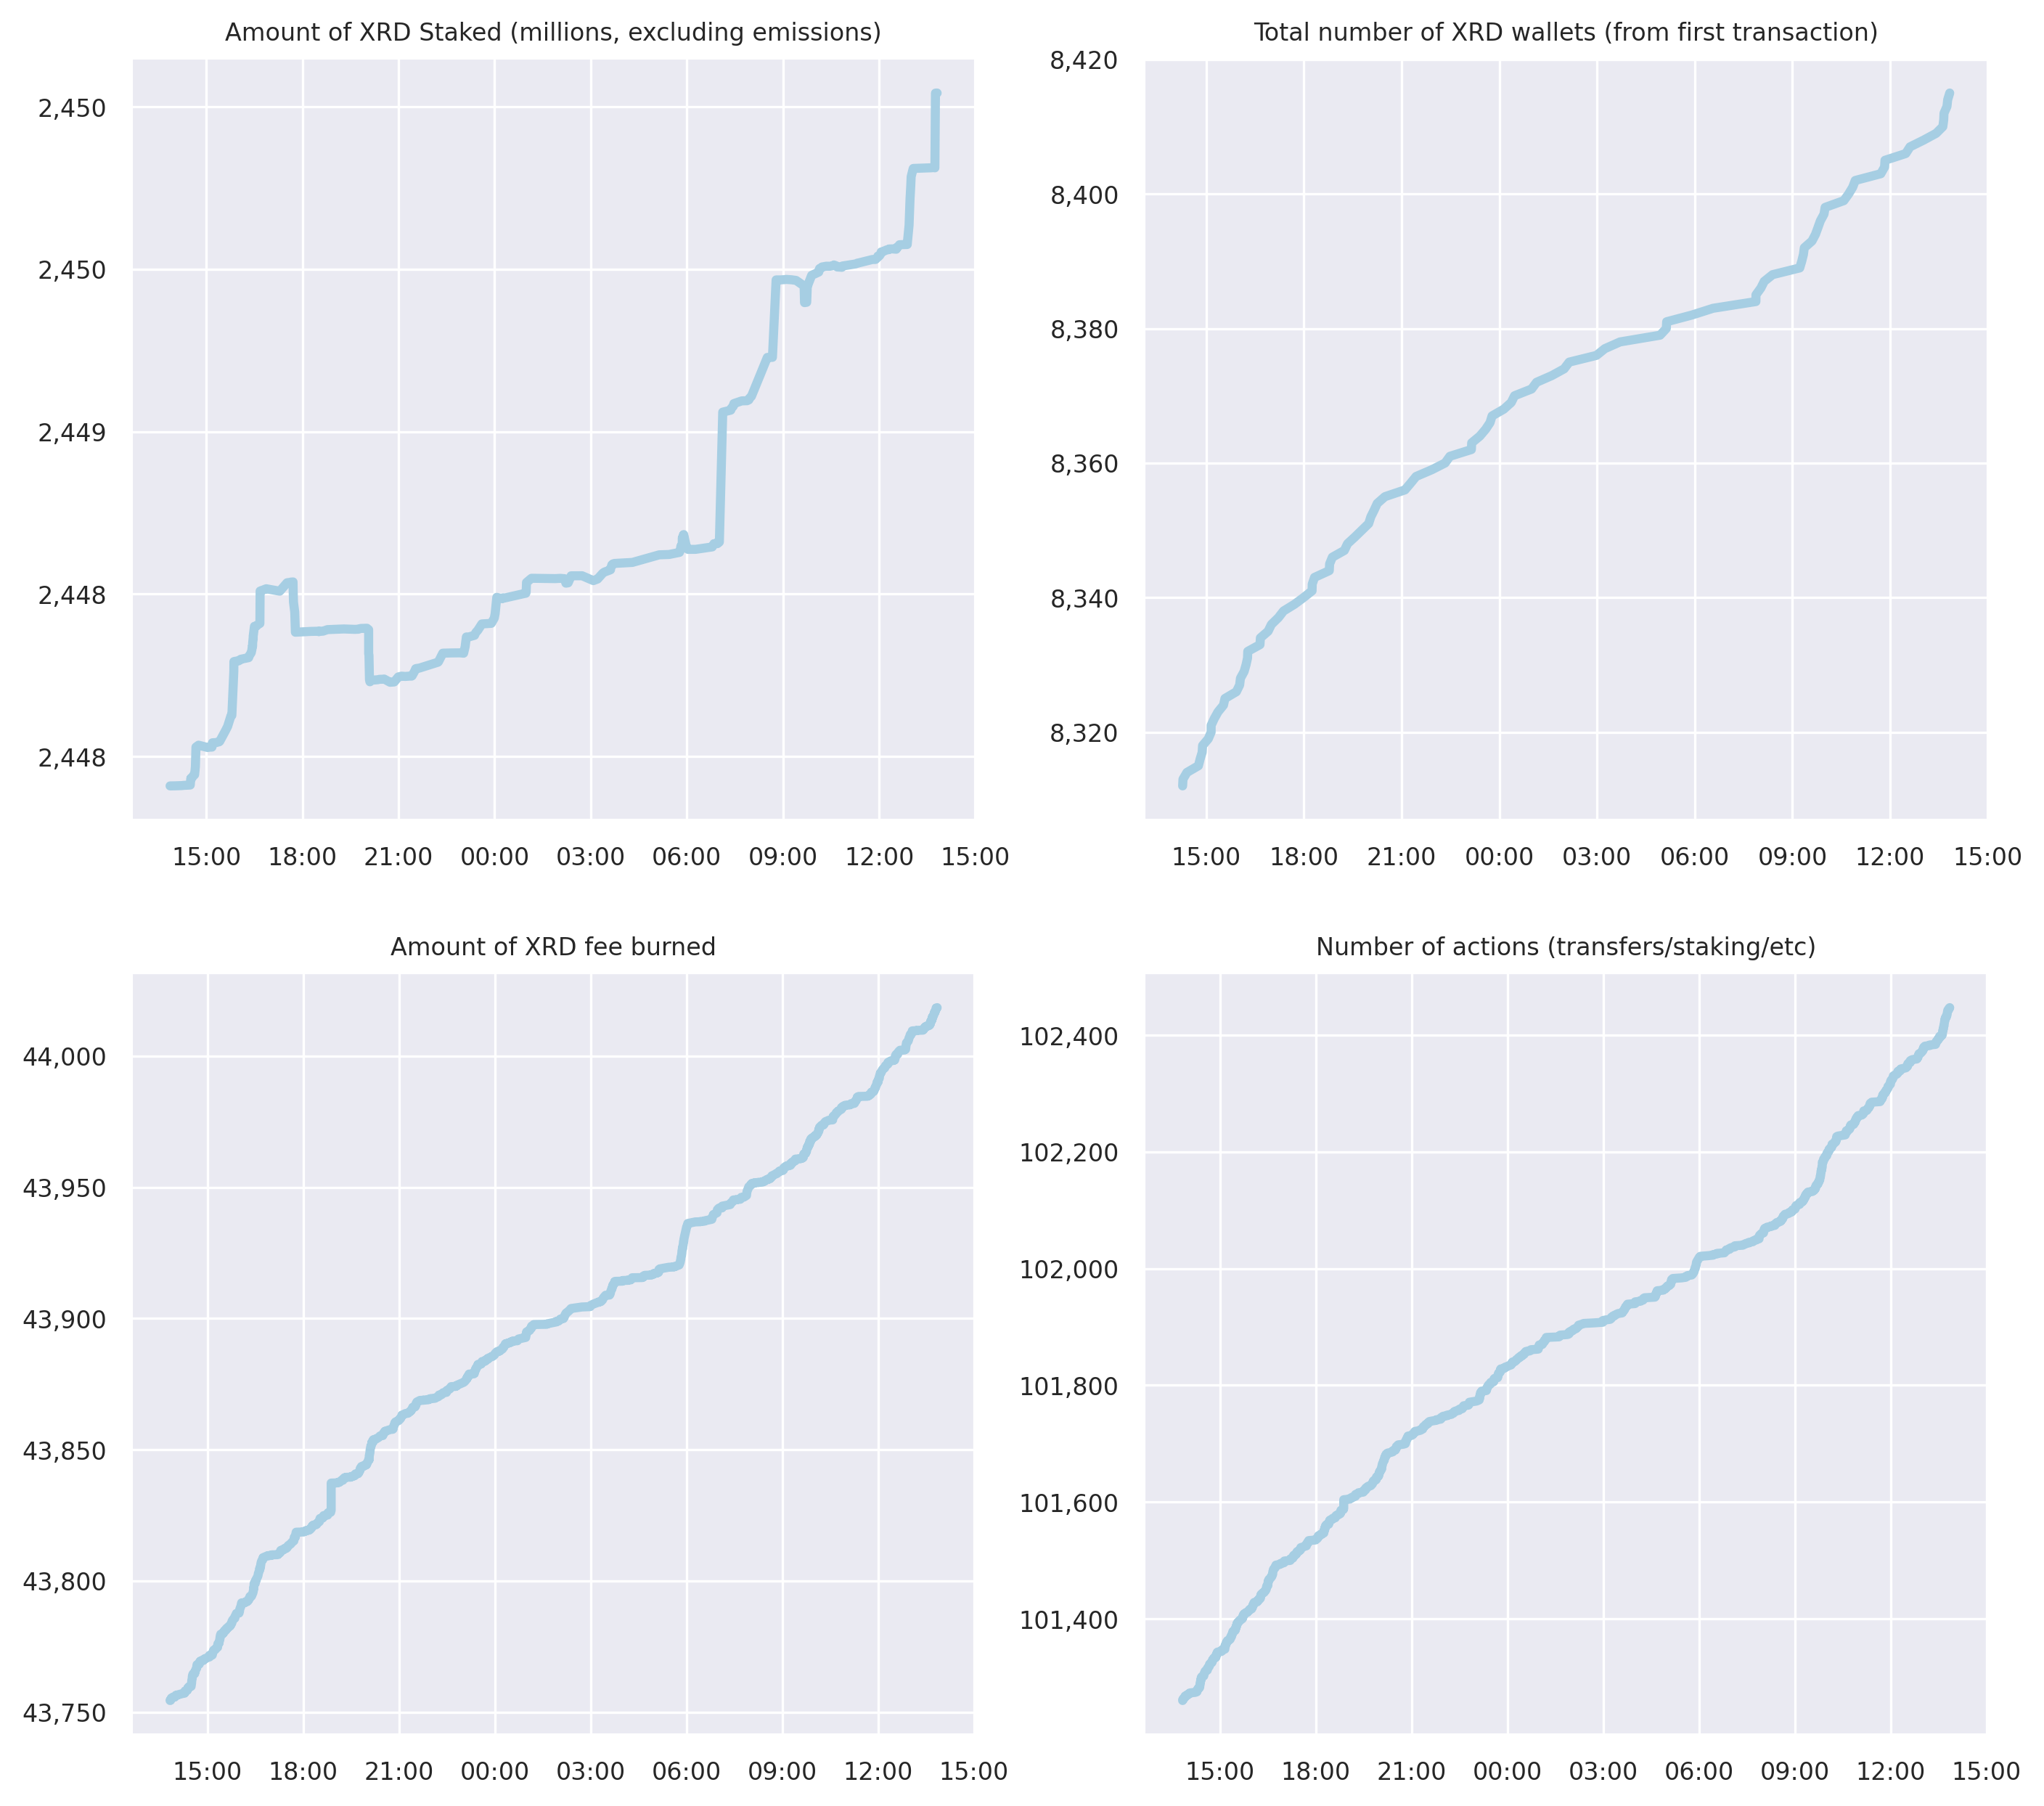 Amount of XRD Staked (millions, excluding emissions)
2,450
2,450
2,449
2,448
2,448
15:00 18:00 21:00 00:00 03:00 06:00 09:00 12:00 15:00
Total number of XRD wallets (from first transaction)
8,420
8,400
8,380
8,360
8,340
8,320
15:00 18:00 21:00 00:00 03:00 06:00 09:00 12:00 15:00
Amount of XRD fee burned
44,000
43,950
43,900
43,850
43,800
43,750
15:00 18:00 21:00 00:00 03:00 06:00 09:00 12:00 15:00
Number of actions (transfers/staking/etc)
102,400
102,200
102,000
101,800
101,600
101,400
15:00 18:00 21:00 00:00 03:00 06:00 09:00 12:00 15:00